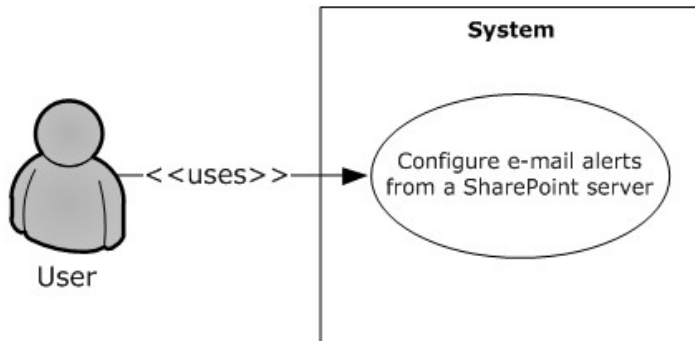 System
<<uses>>
Configure e-mail alerts
from a SharePoint server
User